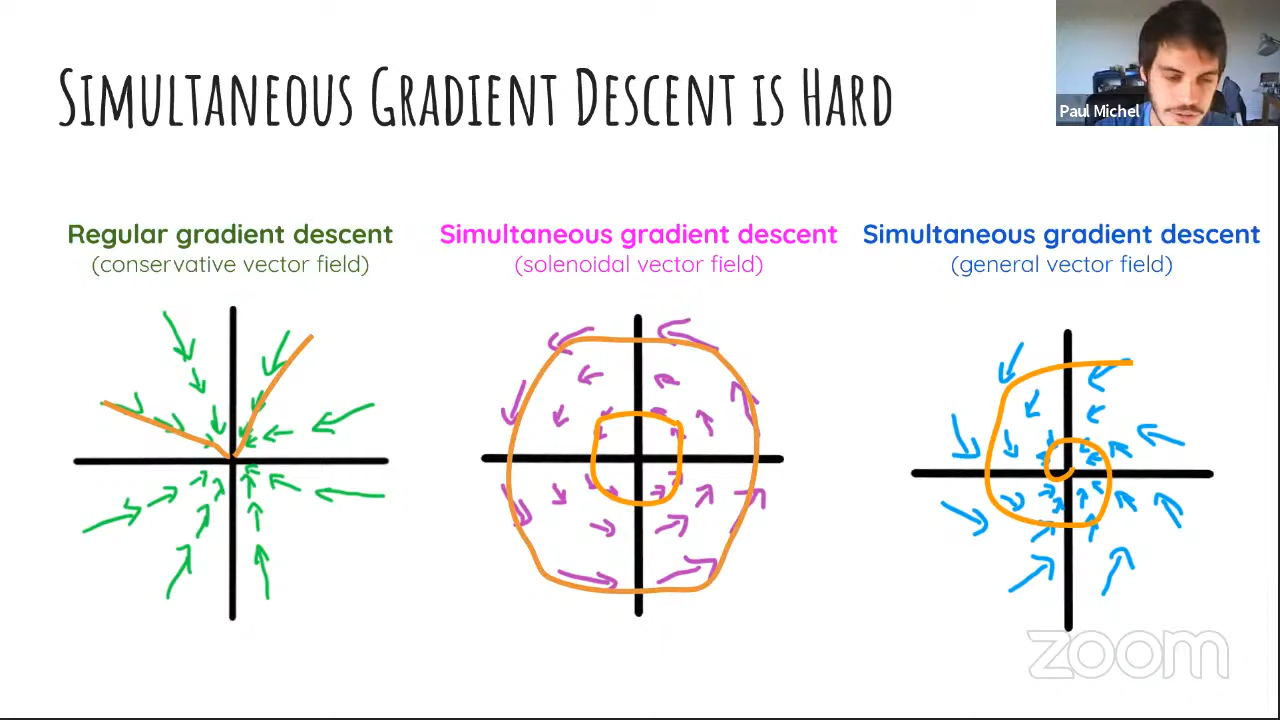 Simultaneous Gradient Descent is Hard
Paul Michel
Regular gradient descent
(conservative vector field)
Simultaneous gradient descent
(solenoidal vector field)
Simultaneous gradient descent
(general vector field)
zoom